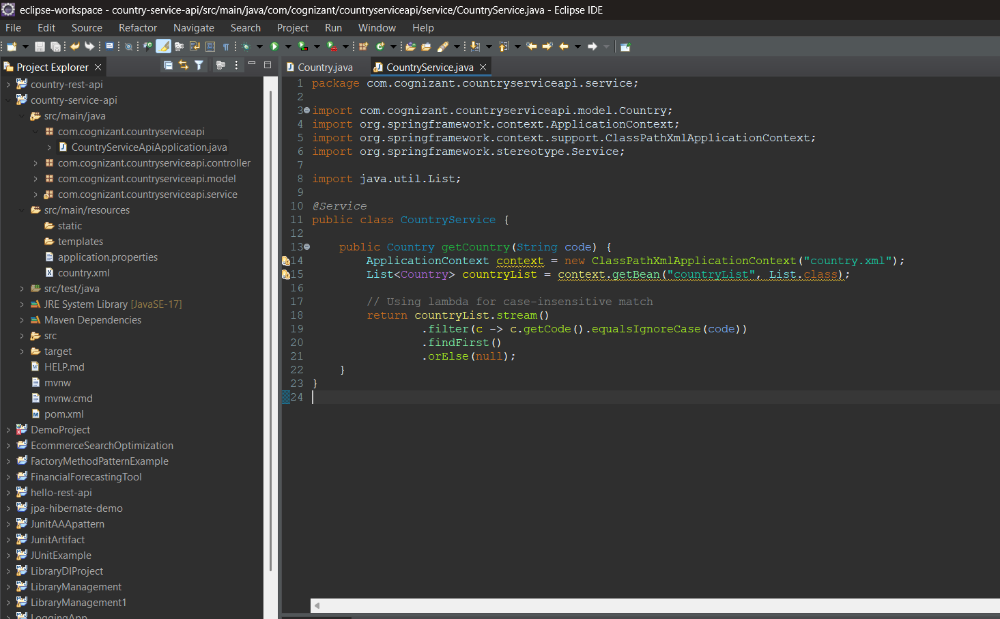 eclipse-workspace - country-service-api/src/main/java/com/cognizant/countryserviceapi/service/CountryService.java - Eclipse IDE
File Edit Source Refactor Navigate Search Project Run Window Help
Project Explorer
country-rest-api
country-service-api
src/main/java
com.cognizant.countryserviceapi
CountryServiceApiApplication.java
com.cognizant.countryserviceapi.controller
com.cognizant.countryserviceapi.model
com.cognizant.countryserviceapi.service
src/main/resources
static
templates
application.properties
country.xml
src/test/java
JRE System Library [JavaSE-17]
Maven Dependencies
src
target
HELP.md
mvnw
mvnw.cmd
pom.xml
DemoProject
EcommerceSearchOptimization
FactoryMethodPatternExample
FinancialForecastingTool
hello-rest-api
jpa-hibernate-demo
JunitAAApattern
JunitArtifact
JUnitExample
LibraryDIProject
LibraryManagement
LibraryManagement1
LoggingApp
Country.java CountryService.java
1 package com.cognizant.countryserviceapi.service;
2
3 import com.cognizant.countryserviceapi.model.Country;
4 import org.springframework.context.ApplicationContext;
5 import org.springframework.context.support.ClassPathXmlApplicationContext;
6 import org.springframework.stereotype.Service;
7
8 import java.util.List;
9
10 @Service
11 public class CountryService {
12
13 public Country getCountry(String code) {
14 ApplicationContext context = new ClassPathXmlApplicationContext("country.xml");
15 List<Country> countryList = context.getBean("countryList", List.class);
16
17 // Using lambda for case-insensitive match
18 return countryList.stream()
19 .filter(c -> c.getCode().equalsIgnoreCase(code))
20 .findFirst()
21 .orElse(null);
22 }
23 }
24